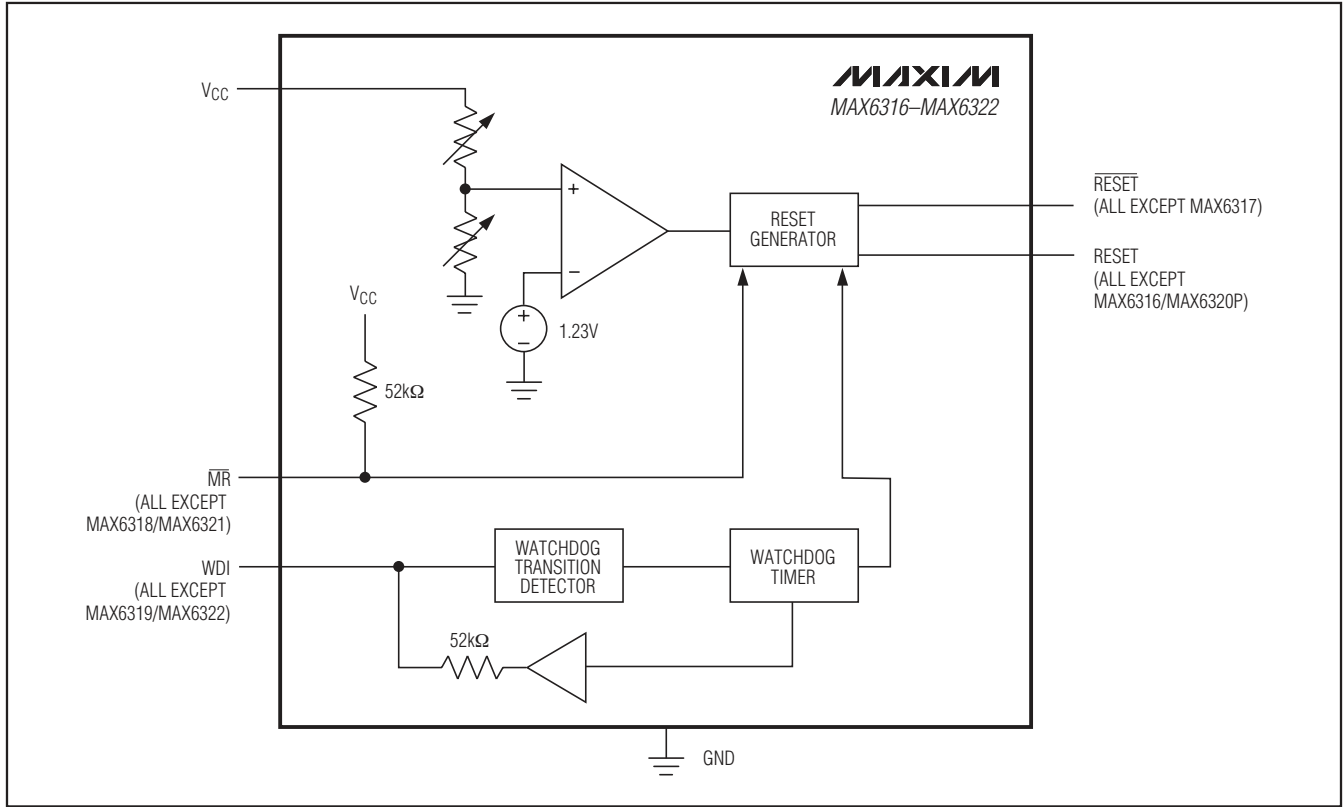 MAXIM
MAX6316–MAX6322
VCC
+
−
RESET
GENERATOR
RESET
(ALL EXCEPT MAX6317)
RESET
(ALL EXCEPT
MAX6316/MAX6320P)
VCC
+
−
1.23V
52kΩ
MR
(ALL EXCEPT
MAX6318/MAX6321)
WDI
(ALL EXCEPT
MAX6319/MAX6322)
WATCHDOG
TRANSITION
DETECTOR
WATCHDOG
TIMER
52kΩ
GND